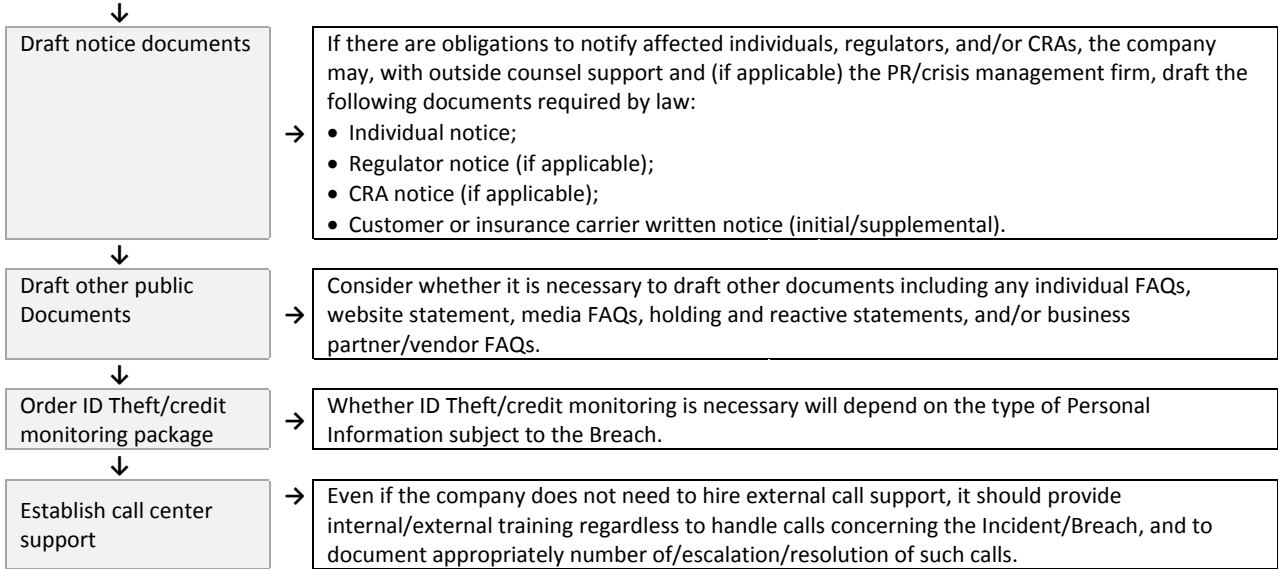 ↓
Draft notice documents
→
If there are obligations to notify affected individuals, regulators, and/or CRAs, the company
may, with outside counsel support and (if applicable) the PR/crisis management firm, draft the
following documents required by law:
• Individual notice;
• Regulator notice (if applicable);
• CRA notice (if applicable);
• Customer or insurance carrier written notice (initial/supplemental).
↓
Draft other public
Documents
→
Consider whether it is necessary to draft other documents including any individual FAQs,
website statement, media FAQs, holding and reactive statements, and/or business
partner/vendor FAQs.
↓
Order ID Theft/credit
monitoring package
→
Whether ID Theft/credit monitoring is necessary will depend on the type of Personal
Information subject to the Breach.
↓
Establish call center
support
→
Even if the company does not need to hire external call support, it should provide
internal/external training regardless to handle calls concerning the Incident/Breach, and to
document appropriately number of/escalation/resolution of such calls.